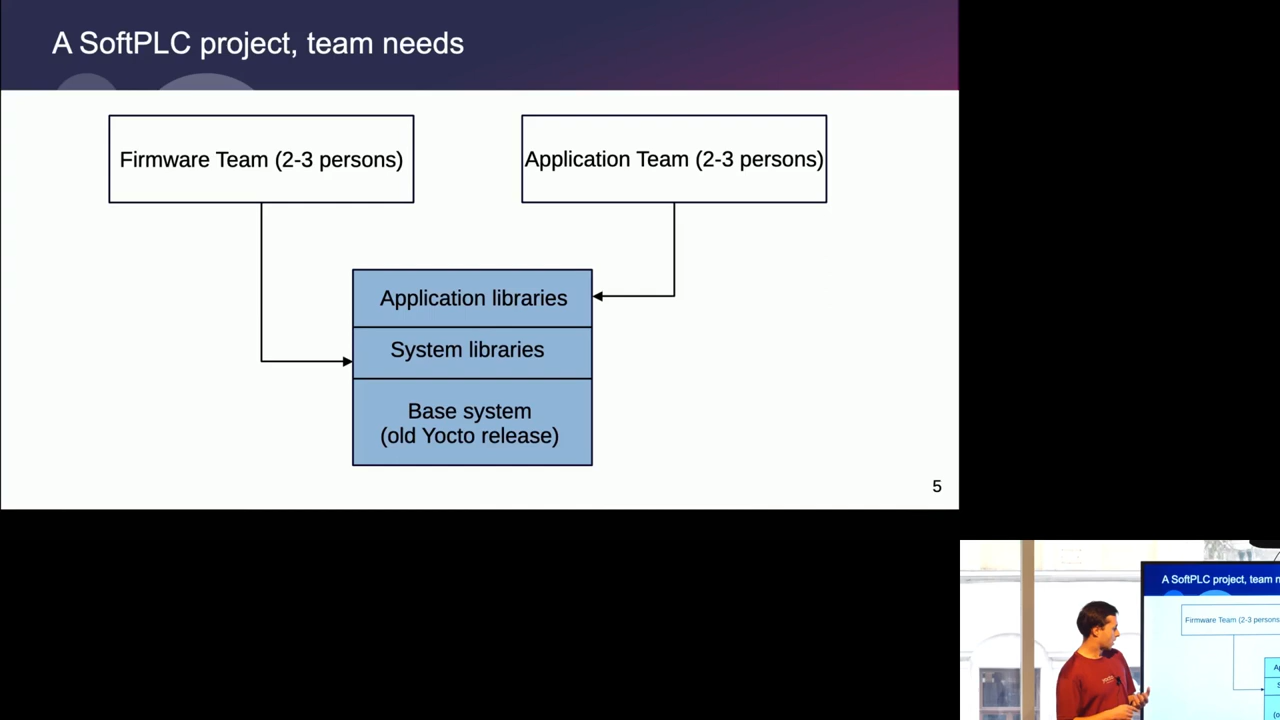 A SoftPLC project, team needs
Firmware Team (2-3 persons)
Application Team (2-3 persons)
Application libraries
System libraries
Base system
(old Yocto release)
5
A SoftPLC project, team n
Firmware Team (2-3 persons
Ap
S
(o